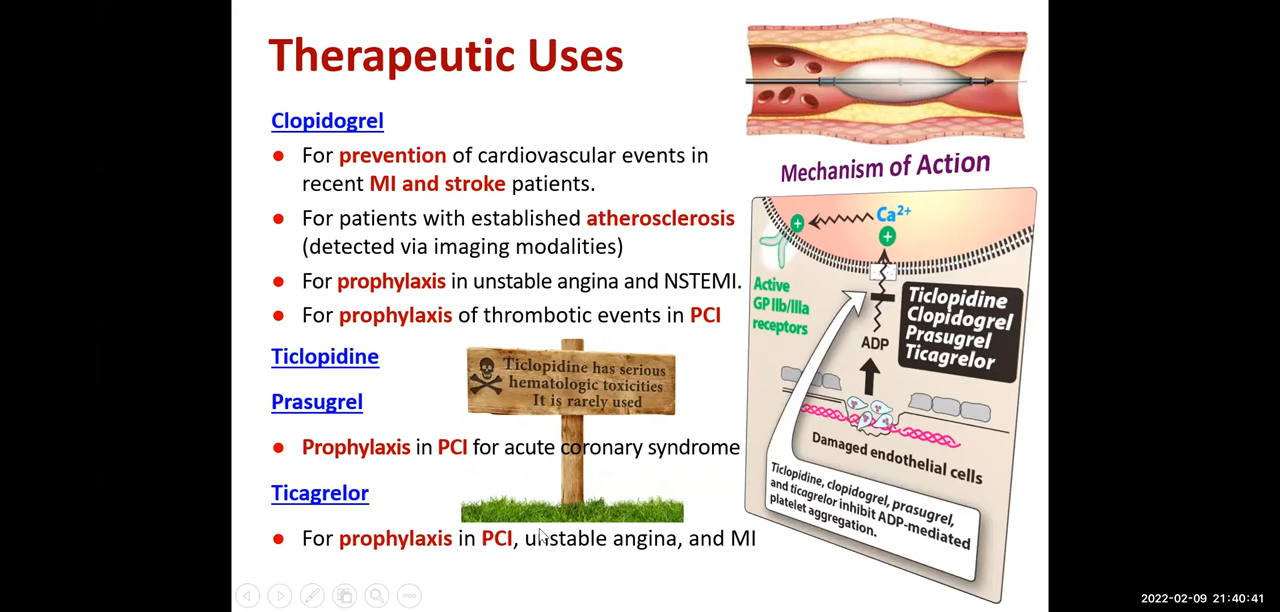 Therapeutic Uses
Clopidogrel
● For prevention of cardiovascular events in
recent MI and stroke patients.
● For patients with established atherosclerosis
(detected via imaging modalities)
● For prophylaxis in unstable angina and NSTEMI.
● For prophylaxis of thrombotic events in PCI
Ticlopidine
Ticlopidine has serious
hematologic toxicities
It is rarely used
Prasugrel
● Prophylaxis in PCI for acute coronary syndrome
Ticagrelor
● For prophylaxis in PCI, unstable angina, and MI
Mechanism of Action
Ca2+
+
+
Active
GP IIb/IIIa
receptors
Ticlopidine
Clopidogrel
Prasugrel
Ticagrelor
ADP
Damaged endothelial cells
Ticlopidine, clopidogrel, prasugrel,
and ticagrelor inhibit ADP-mediated
platelet aggregation.
2022-02-09 21:40:41